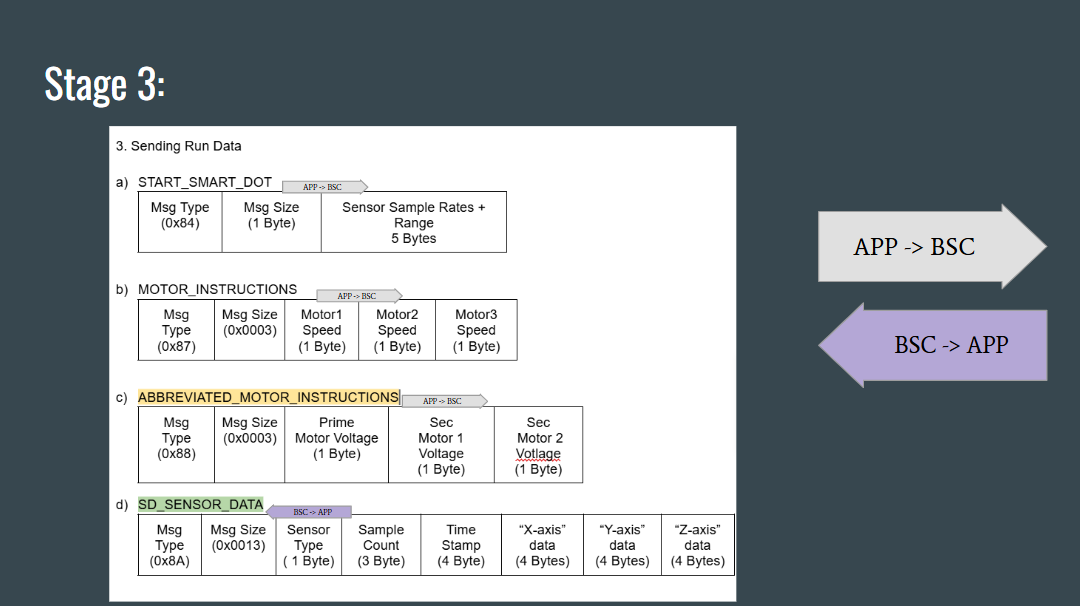 Stage 3:
3. Sending Run Data
a) START_SMART_DOT
APP -> BSC
Msg Type
(0x84)
Msg Size
(1 Byte)
Sensor Sample Rates +
Range
5 Bytes
b) MOTOR_INSTRUCTIONS
APP -> BSC
Msg
Type
(0x87)
Msg Size
(0x0003)
Motor1
Speed
(1 Byte)
Motor2
Speed
(1 Byte)
Motor3
Speed
(1 Byte)
c) ABBREVIATED_MOTOR_INSTRUCTIONS
APP -> BSC
Msg
Type
(0x88)
Msg Size
(0x0003)
Prime
Motor Voltage
(1 Byte)
Sec
Motor 1
Voltage
(1 Byte)
Sec
Motor 2
Votlage
(1 Byte)
d) SD_SENSOR_DATA
BSC -> APP
Msg
Type
(0x8A)
Msg Size
(0x0013)
Sensor
Type
( 1 Byte)
Sample
Count
(3 Byte)
Time
Stamp
(4 Byte)
“X-axis”
data
(4 Bytes)
“Y-axis”
data
(4 Bytes)
“Z-axis”
data
(4 Bytes)
APP -> BSC
BSC -> APP